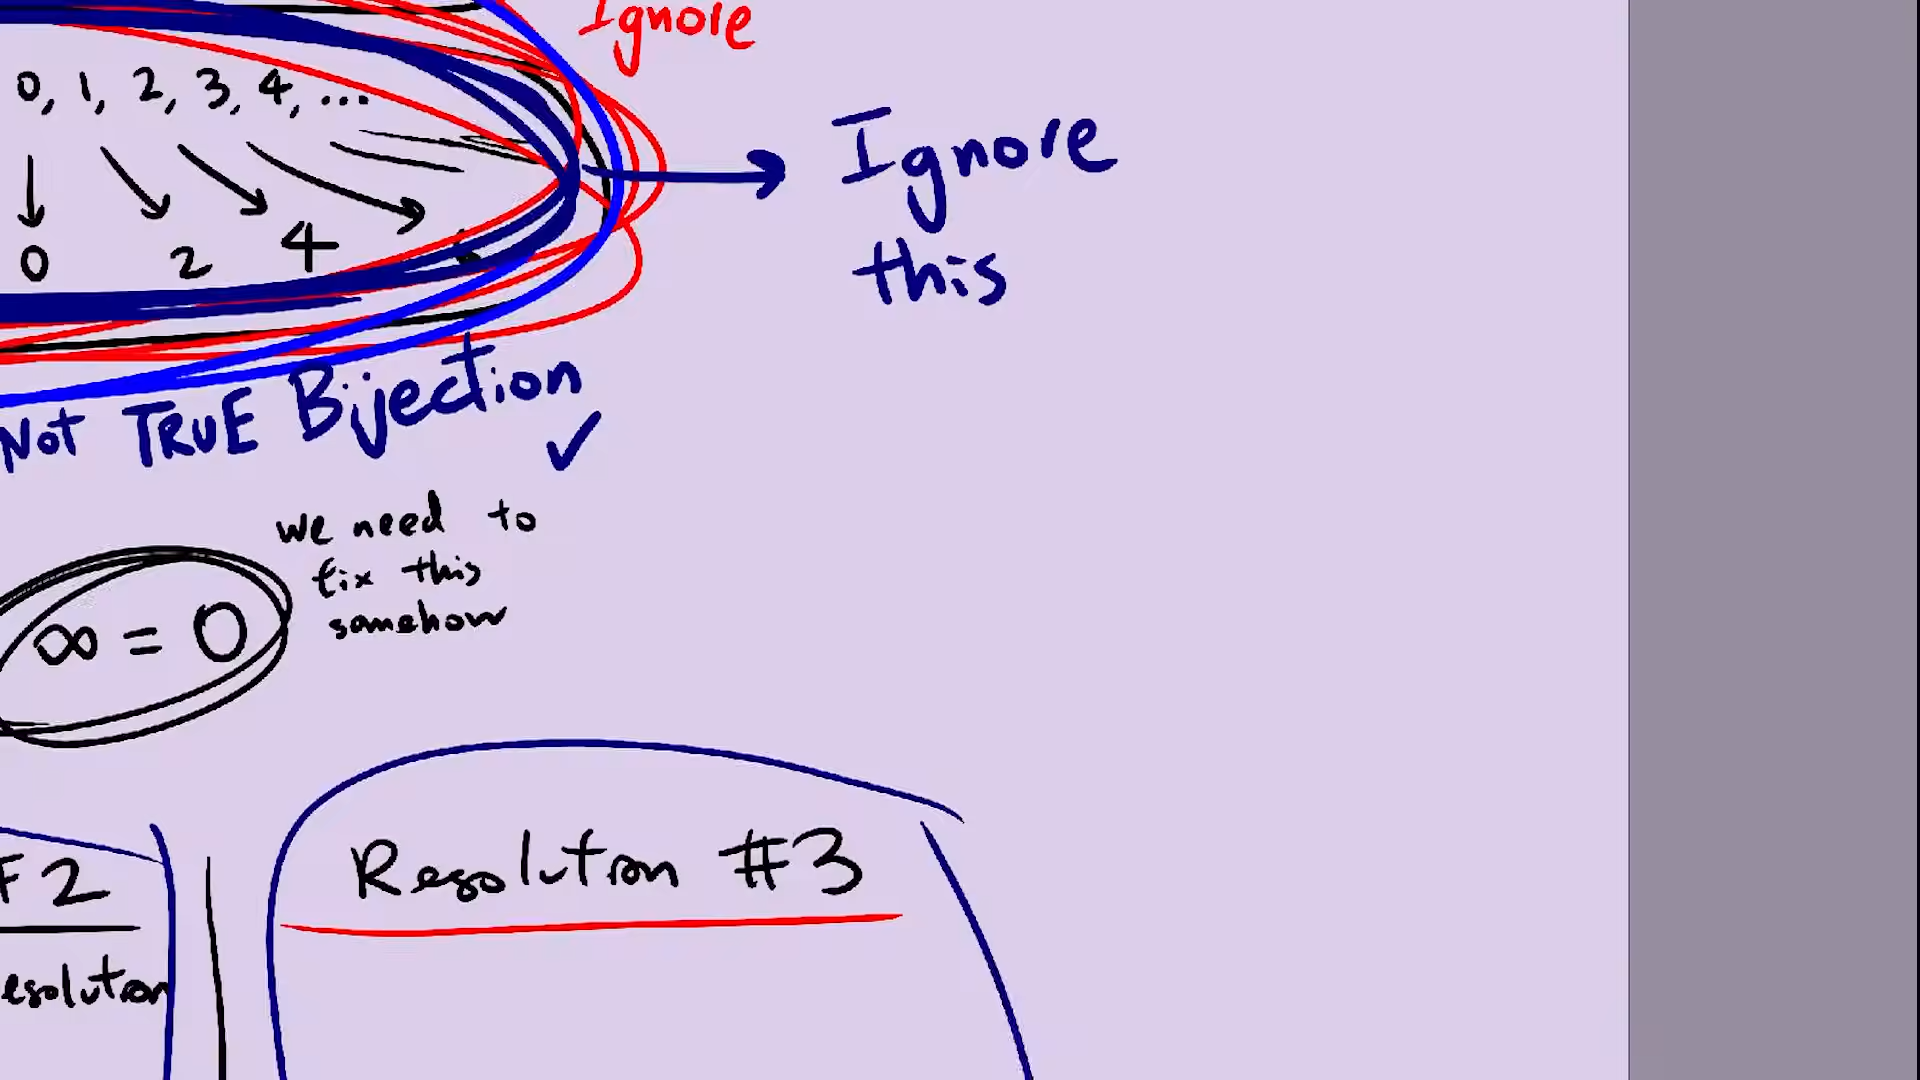 Ignore
0, 1, 2, 3, 4, ...
0 2 4
Ignore
this
NOT TRUE Bijection
✓
we need to
fix this
somehow
∞ = 0
2
Resolution #3
esolution